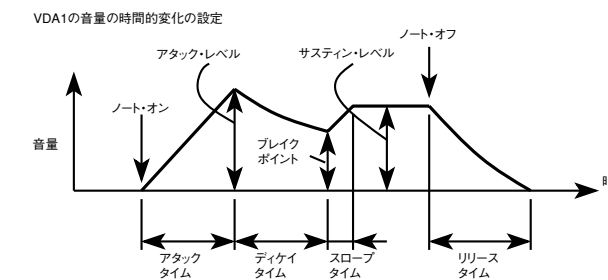 VDA1の音量の時間的変化の設定
ノート・オフ
アタック・レベル
サスティン・レベル
ノート・オン
音量
ブレイク
ポイント
アタック
タイム
ディケイ
タイム
スロープ
タイム
リリース
タイム